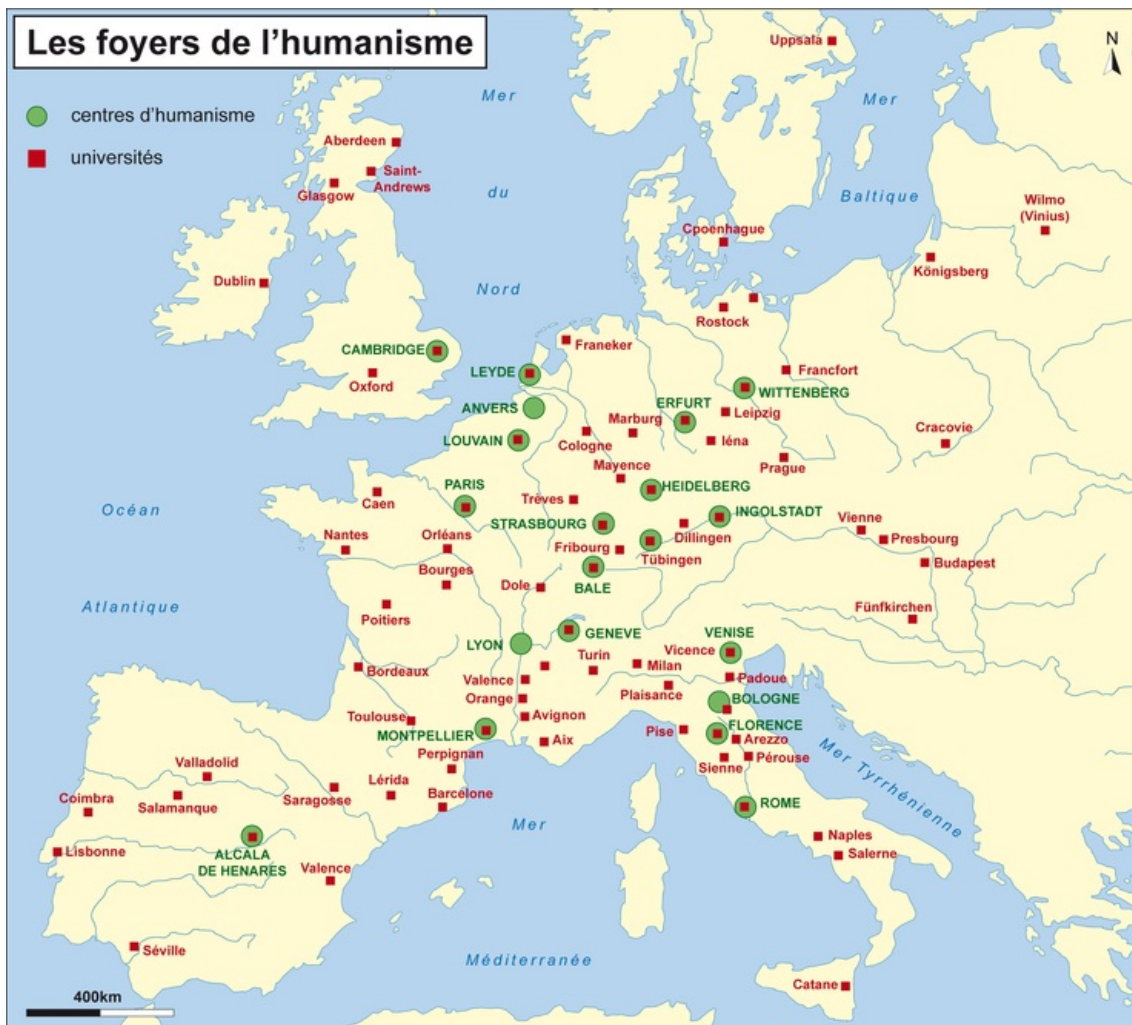 Les foyers de l'humanisme
centres d'humanisme
universités
N
Uppsala
Mer
Mer
Aberdeen
Saint-
Andrews
Glasgow
du
Baltique
Wilmo
(Vinius)
Cpoenhague
Königsberg
Dublin
Nord
Rostock
Franeker
CAMBRIDGE
Oxford
LEYDE
Francfort
WITTENBERG
ANVERS
ERFURT
Leipzig
Marburg
LOUVAIN
Cologne
Iéna
Cracovie
Prague
Mayence
PARIS
HEIDELBERG
Caen
Trèves
Océan
STRASBOURG
INGOLSTADT
Vienne
Nantes
Orléans
Fribourg
Dillingen
Presbourg
Tübingen
Budapest
Bourges
Dole
BALE
Atlantique
Poitiers
Fünfkirchen
LYON
GENEVE
VENISE
Vicence
Bordeaux
Turin
Milan
Valence
Padoue
Plaisance
Orange
BOLOGNE
Toulouse
Avignon
FLORENCE
MONTPELLIER
Pise
Aix
Arezzo
Perpignan
Sienne
Pérouse
Valladolid
Lérida
Mer Tyrrhénienne
Salamanque
Saragosse
Barcelone
Coimbra
ROME
Mer
Naples
Lisbonne
ALCALA
DE HENARES
Salerne
Valence
Séville
Méditerranée
Catane
400km